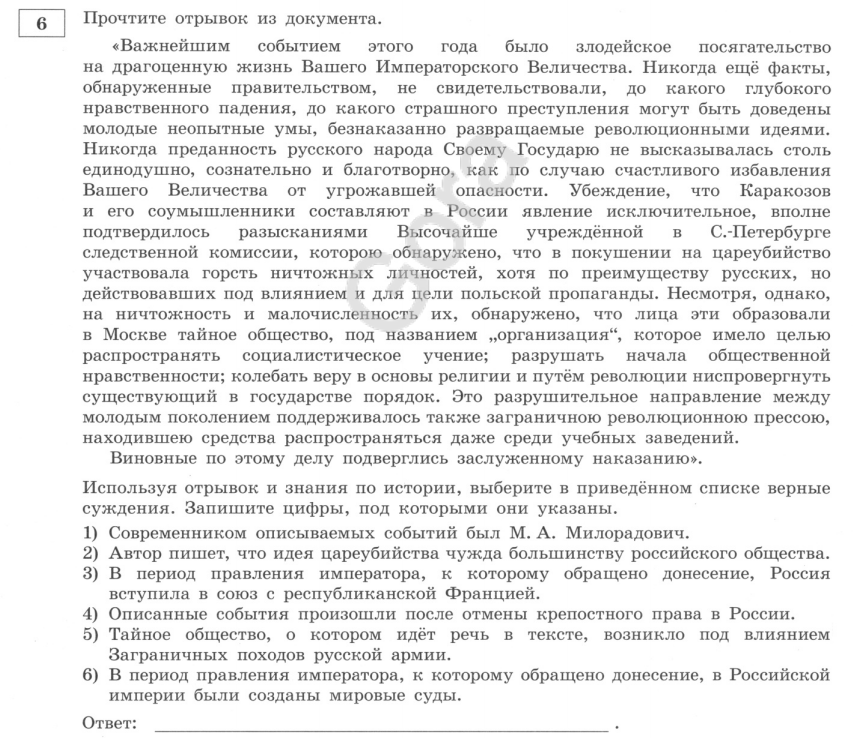 6
Прочтите отрывок из документа.
«Важнейшим событием этого года было злодейское посягательство
на драгоценную жизнь Вашего Императорского Величества. Никогда ещё факты,
обнаруженные правительством, не свидетельствовали, до какого глубокого
нравственного падения, до какого страшного преступления могут быть доведены
молодые неопытные умы, безнаказанно развращаемые революционными идеями.
Никогда преданность русского народа Своему Государю не высказывалась столь
единодушно, сознательно и благотворно, как по случаю счастливого избавления
Вашего Величества от угрожавшей опасности. Убеждение, что Каракозов
и его соумышленники составляют в России явление исключительное, вполне
подтвердилось разысканиями Высочайше учреждённой в С.-Петербурге
следственной комиссии, которою обнаружено, что в покушении на цареубийство
участвовала горсть ничтожных личностей, хотя по преимуществу русских, но
действовавших под влиянием и для цели польской пропаганды. Несмотря, однако,
на ничтожность и малочисленность их, обнаружено, что лица эти образовали
в Москве тайное общество, под названием „организация“, которое имело целью
распространять социалистическое учение; разрушать начала общественной
нравственности; колебать веру в основы религии и путём революции ниспровергнуть
существующий в государстве порядок. Это разрушительное направление между
молодым поколением поддерживалось также заграничною революционною прессою,
находившею средства распространяться даже среди учебных заведений.
Виновные по этому делу подверглись заслуженному наказанию».
Используя отрывок и знания по истории, выберите в приведённом списке верные
суждения. Запишите цифры, под которыми они указаны.
1) Современником описываемых событий был М. А. Милорадович.
2) Автор пишет, что идея цареубийства чужда большинству российского общества.
3) В период правления императора, к которому обращено донесение, Россия
вступила в союз с республиканской Францией.
4) Описанные события произошли после отмены крепостного права в России.
5) Тайное общество, о котором идёт речь в тексте, возникло под влиянием
Заграничных походов русской армии.
6) В период правления императора, к которому обращено донесение, в Российской
империи были созданы мировые суды.
Ответ: .
Gora